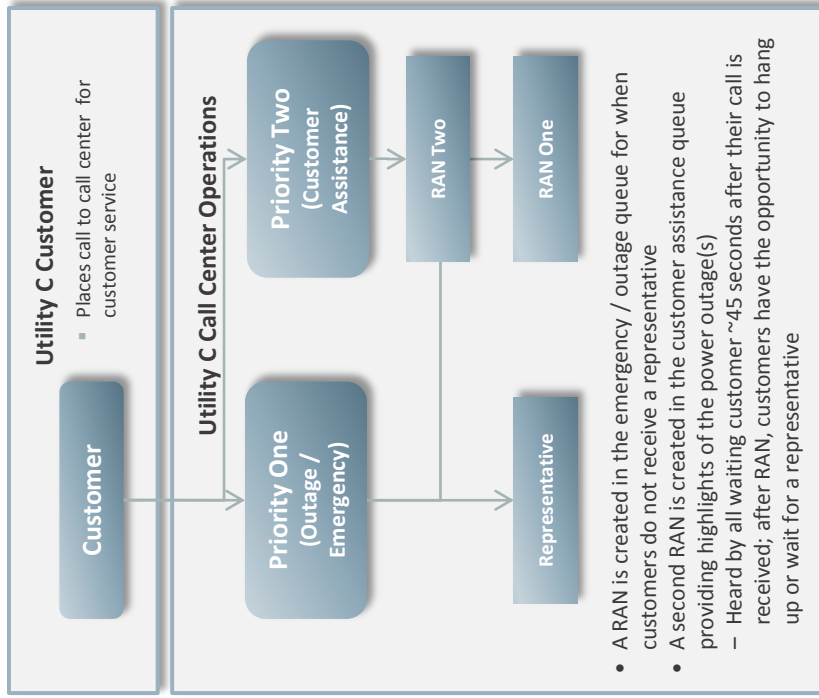 Utility C Customer
Customer
▪ Places call to call center for
customer service
Utility C Call Center Operations
Priority One
(Outage /
Emergency)
Priority Two
(Customer
Assistance)
RAN Two
Representative
RAN One
• A RAN is created in the emergency / outage queue for when
customers do not receive a representative
• A second RAN is created in the customer assistance queue
providing highlights of the power outage(s)
– Heard by all waiting customer ~45 seconds after their call is
received; after RAN, customers have the opportunity to hang
up or wait for a representative